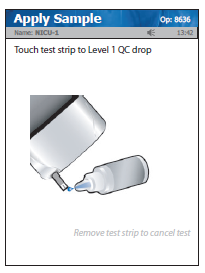 Apply Sample Op: 8636
Name: NICU-1 13:42
Touch test strip to Level 1 QC drop
Remove test strip to cancel test